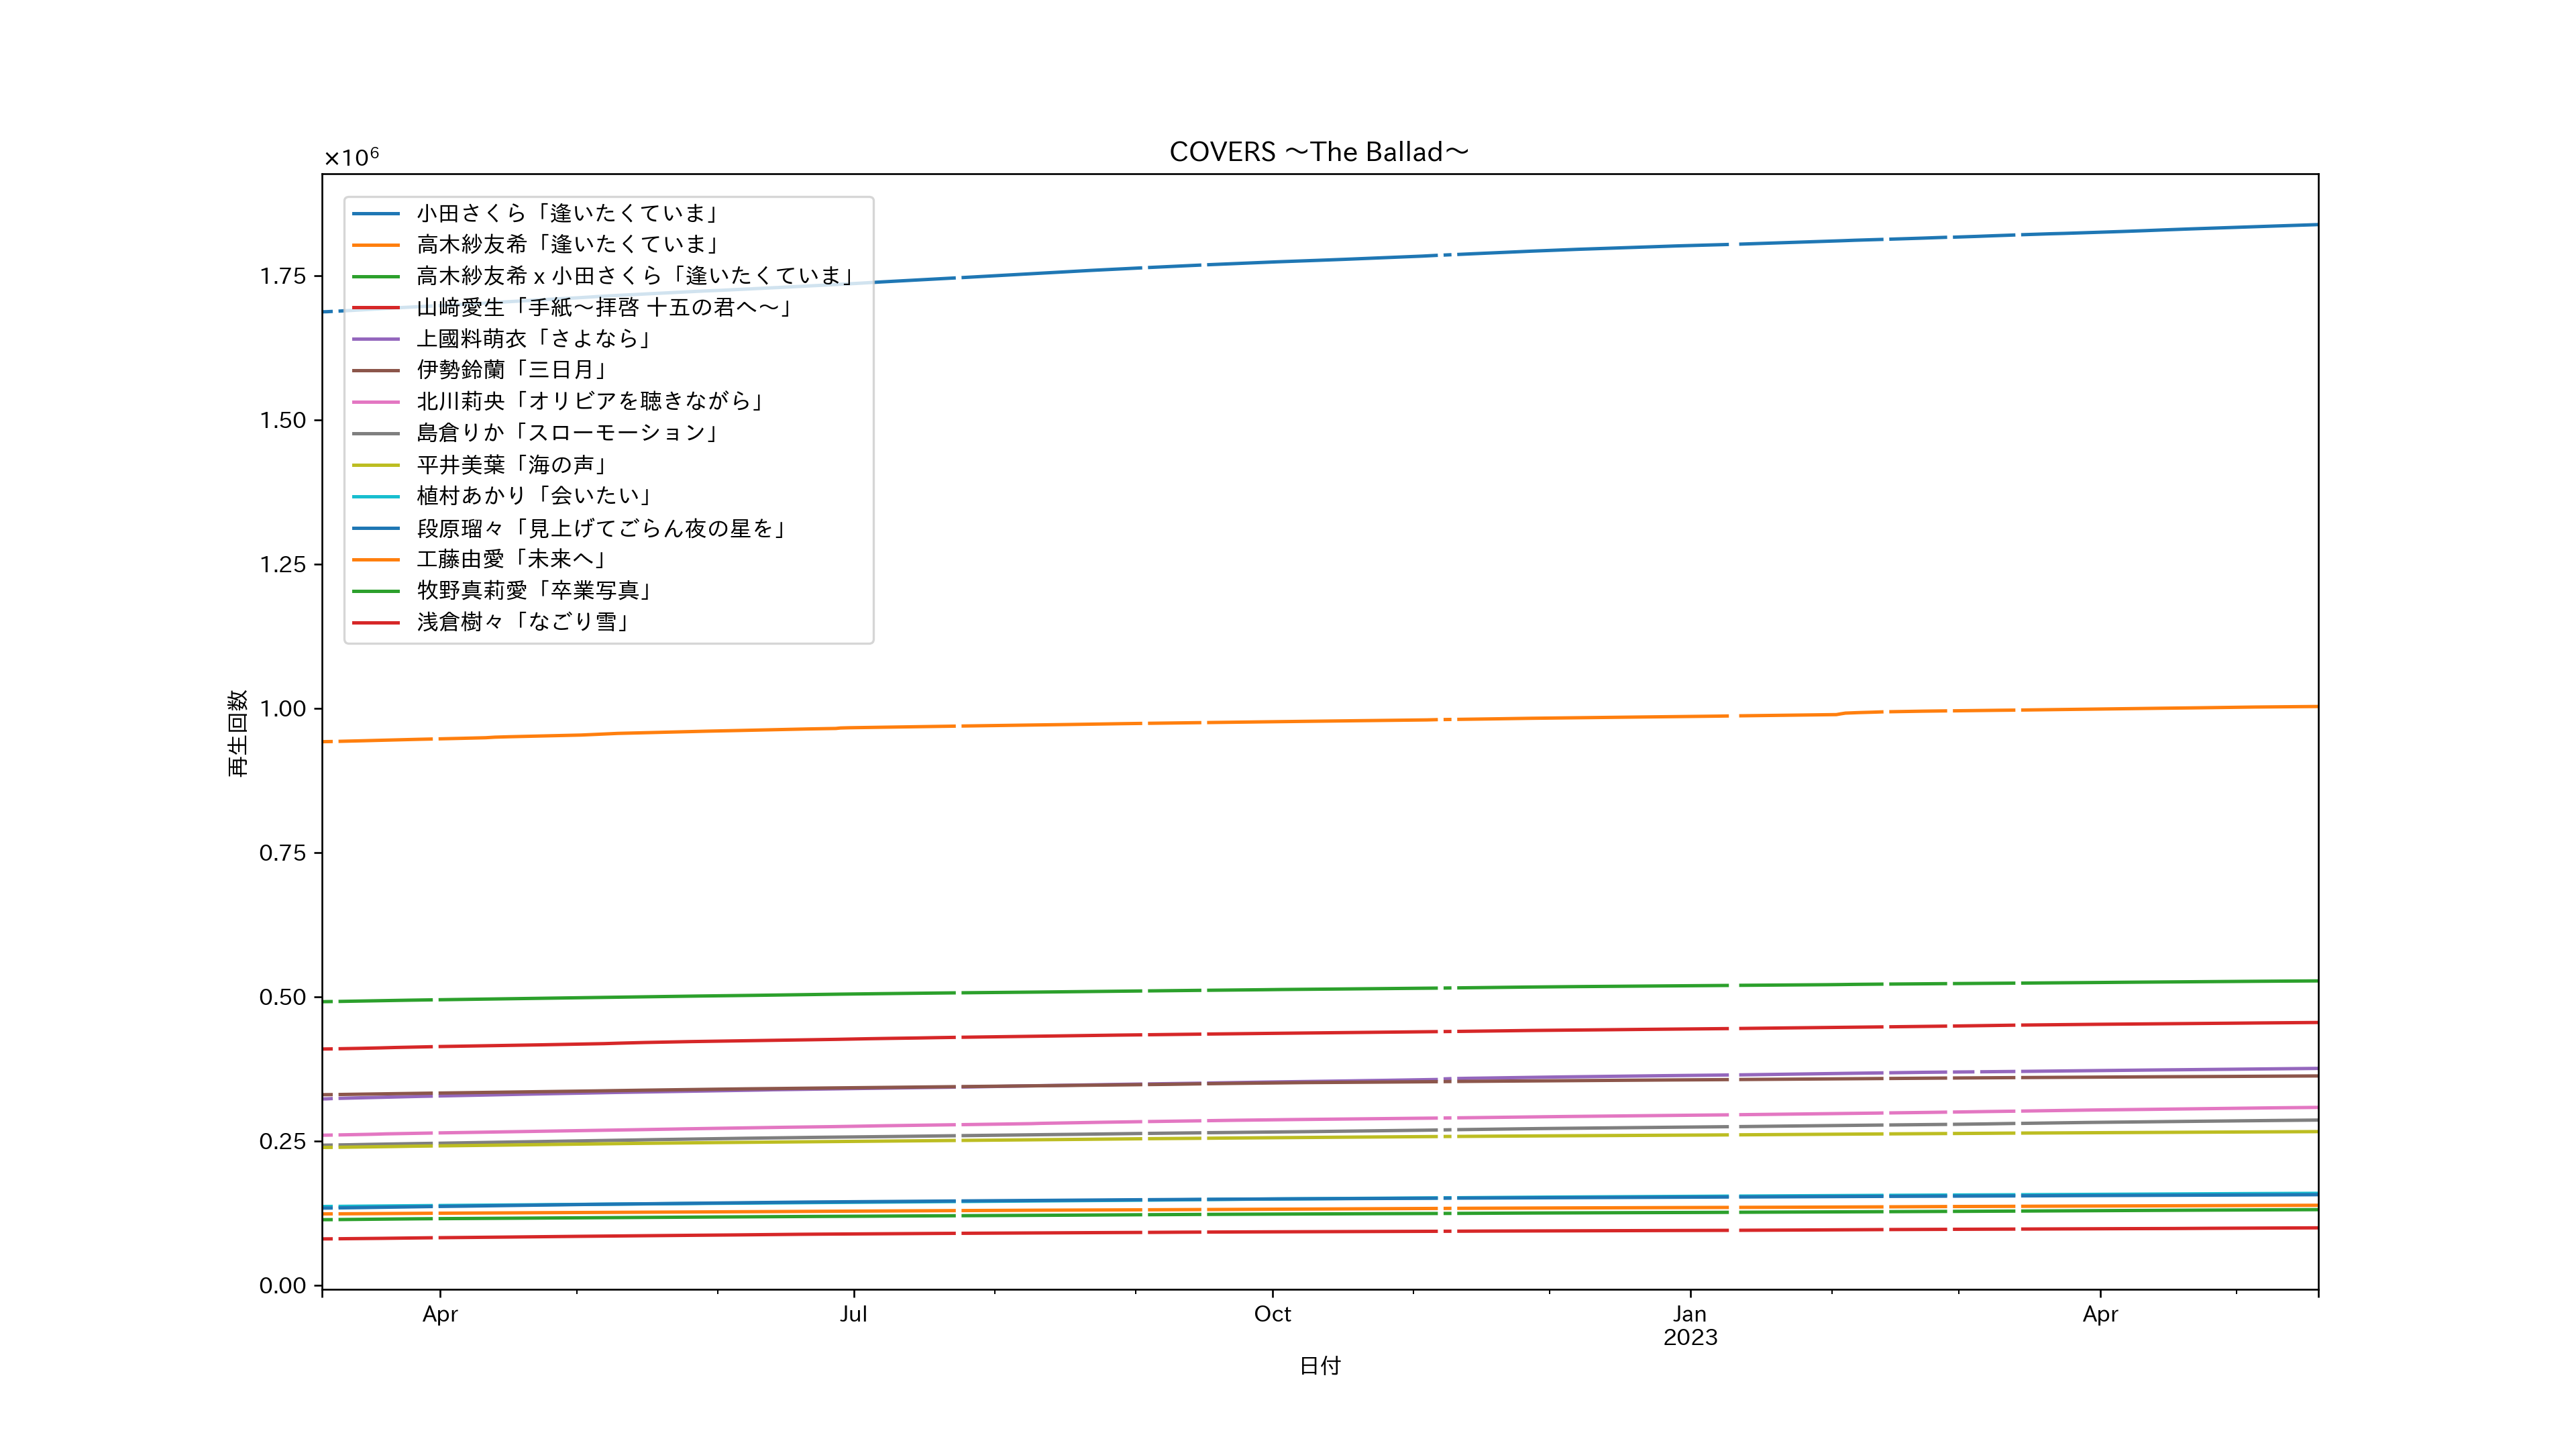 COVERS ～The Ballad～
×10⁶
小田さくら「逢いたくていま」
高木紗友希「逢いたくていま」
高木紗友希 x 小田さくら「逢いたくていま」
山﨑愛生「手紙～拝啓 十五の君へ～」
上國料萌衣「さよなら」
伊勢鈴蘭「三日月」
北川莉央「オリビアを聴きながら」
島倉りか「スローモーション」
平井美葉「海の声」
植村あかり「会いたい」
段原瑠々「見上げてごらん夜の星を」
工藤由愛「未来へ」
牧野真莉愛「卒業写真」
浅倉樹々「なごり雪」
1.75
1.50
1.25
1.00
0.75
0.50
0.25
0.00
再生回数
Apr
Jul
Oct
Jan
2023
Apr
日付